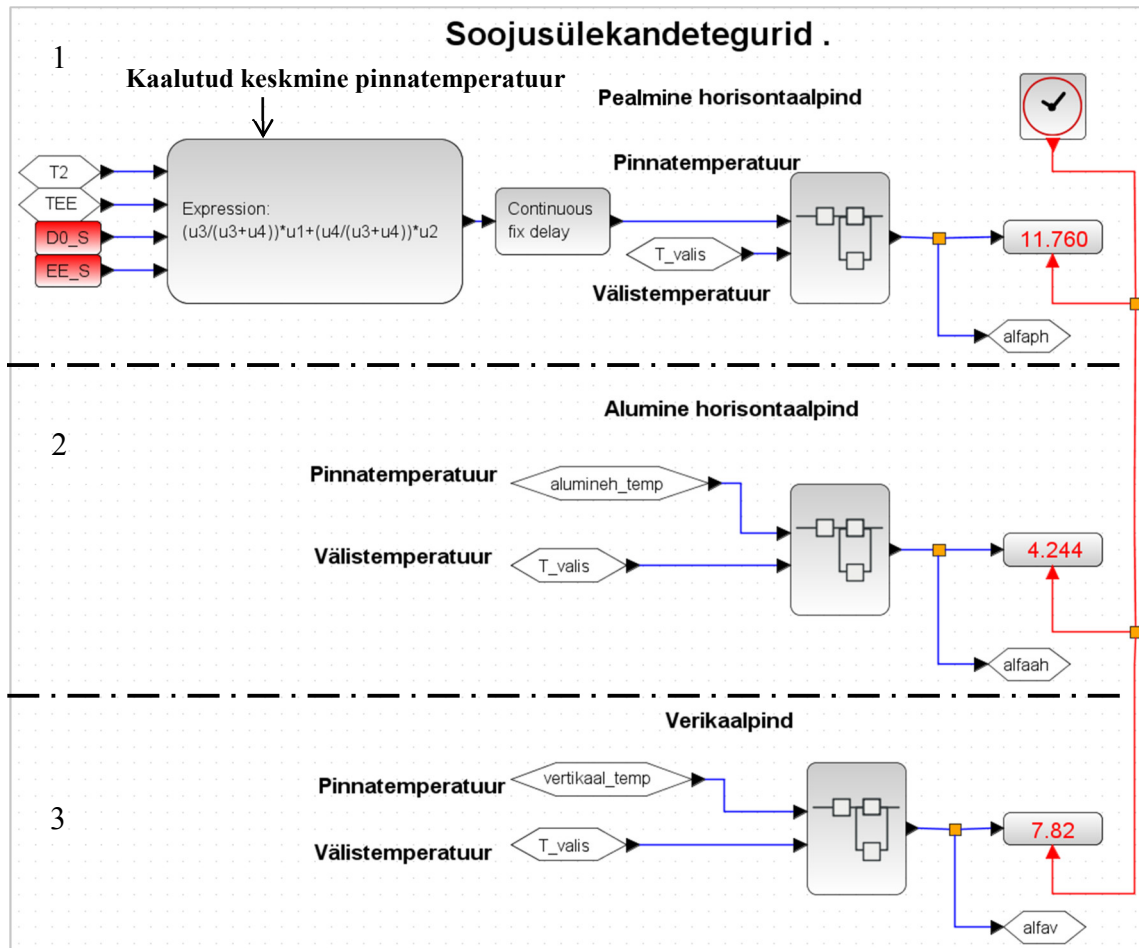 Soojusülekandetegurid .
1
Kaalutud keskmine pinnatemperatuur
Pealmine horisontaalpind
T2
TEE
D0_S
EE_S
Expression:
(u3/(u3+u4))*u1+(u4/(u3+u4))*u2
Continuous
fix delay
Pinnatemperatuur
T_valis
Välistemperatuur
11.760
alfaph
Alumine horisontaalpind
2
Pinnatemperatuur
alumineh_temp
Välistemperatuur
T_valis
4.244
alfaah
Verikaalpind
3
Pinnatemperatuur
vertikaal_temp
Välistemperatuur
T_valis
7.82
alfav